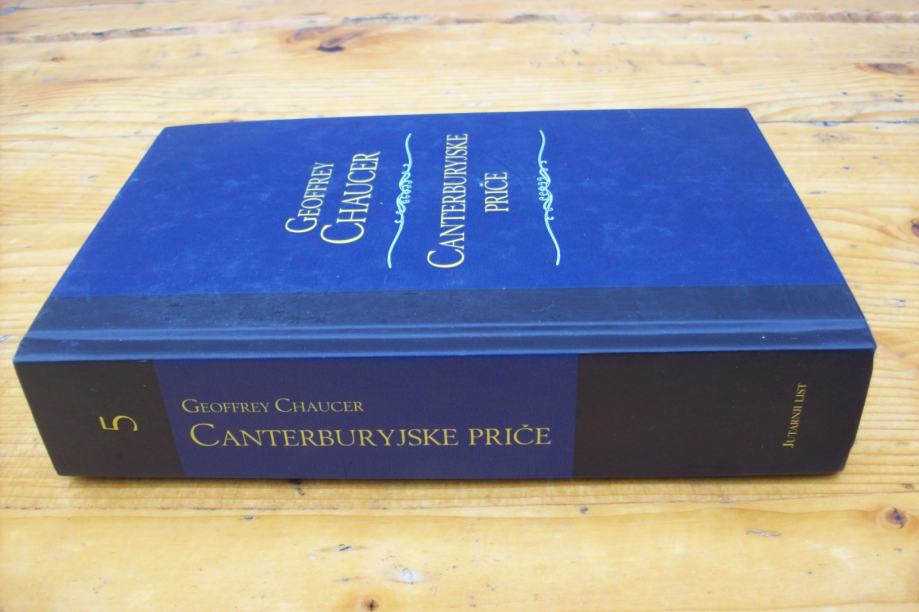 GEOFFREY
CHAUCER
CANTERBURYJSKE
PRIČE
5
GEOFFREY CHAUCER
CANTERBURYJSKE PRIČE
JUTARNJI LIST